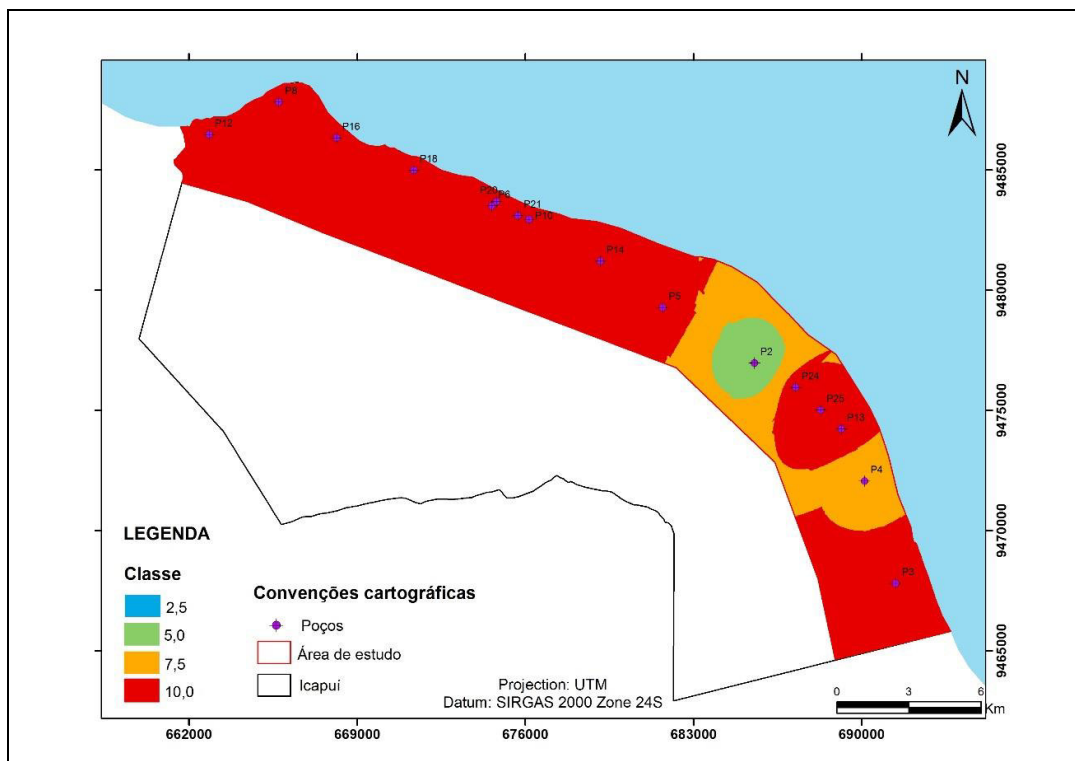 N
P8
P12
P16
P18
P20
P6
P21
P10
P14
P5
P2
P24
P25
P13
P4
P3
9485000
9480000
9475000
9470000
9465000
LEGENDA
Classe
2,5
5,0
7,5
10,0
Convenções cartográficas
Poços
Área de estudo
Icapuí
Projection: UTM
Datum: SIRGAS 2000 Zone 24S
0 3 6
Km
662000 669000 676000 683000 690000